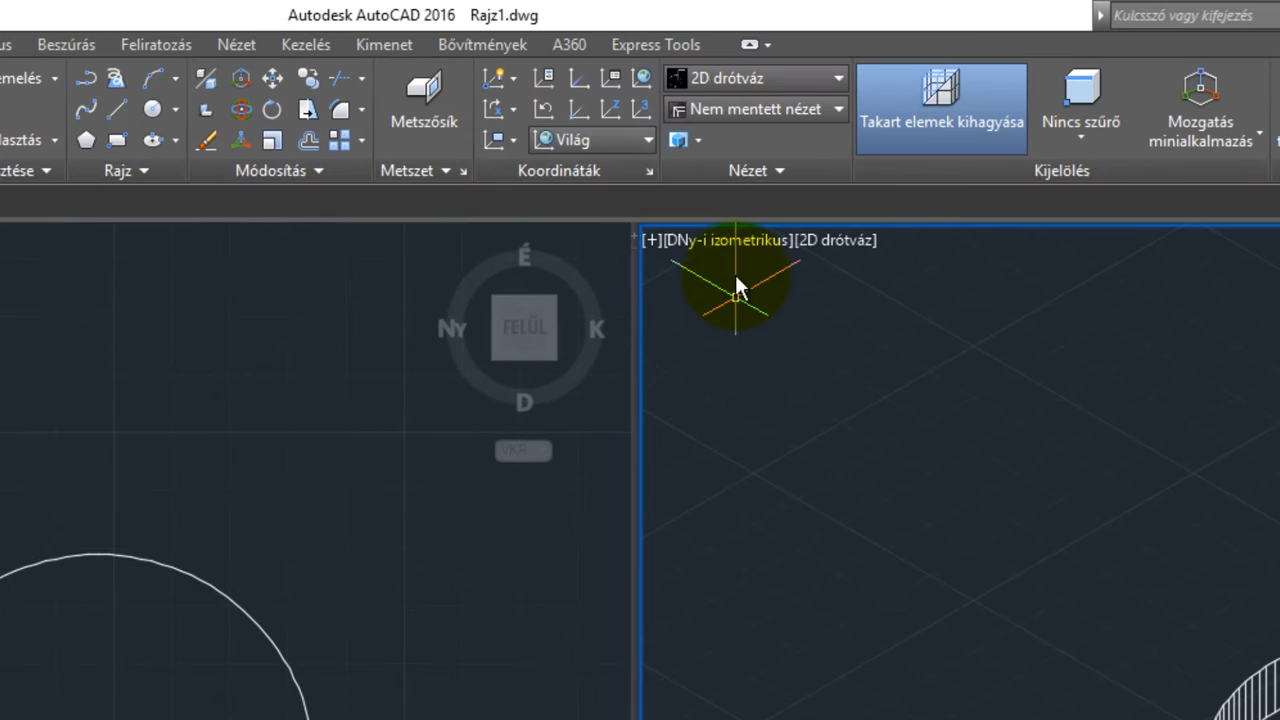 Autodesk AutoCAD 2016 Rajz1.dwg
Kulcsszó vagy kifejezés
us Beszúrás Feliratozás Nézet Kezelés Kimenet Bővítmények A360 Express Tools
emelés
2D drótváz
Metszősík
Nem mentett nézet
Takart elemek kihagyása
Nincs szűrő
Mozgatás
minialkalmazás
lasztás
Világ
ztése Rajz Módosítás Metszet Koordináták Nézet Kijelölés
[+][DNy-i izometrikus][2D drótváz]
É
Ny FELÜL K
D
VKR